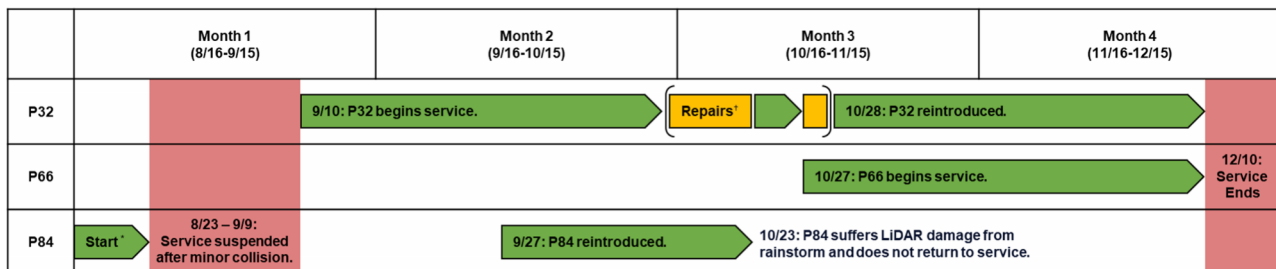 Month 1
(8/16-9/15)
Month 2
(9/16-10/15)
Month 3
(10/16-11/15)
Month 4
(11/16-12/15)
P32
9/10: P32 begins service.
Repairs†
10/28: P32 reintroduced.
P66
10/27: P66 begins service.
12/10:
Service
Ends
P84
Start*
8/23 – 9/9:
Service suspended
after minor collision.
9/27: P84 reintroduced.
10/23: P84 suffers LiDAR damage from
rainstorm and does not return to service.